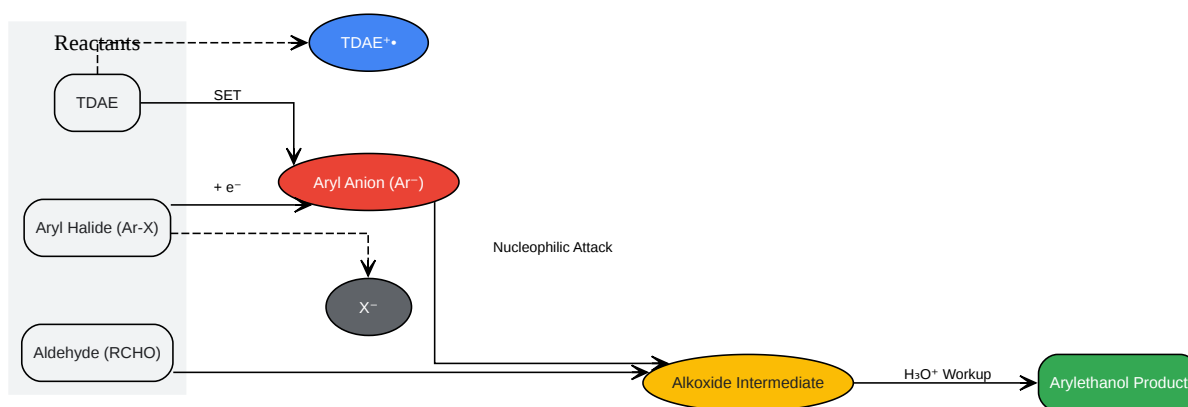 Reactants
TDAE⁺•
TDAE
SET
Aryl Anion (Ar⁻)
+ e⁻
Aryl Halide (Ar-X)
Nucleophilic Attack
X⁻
Aldehyde (RCHO)
Alkoxide Intermediate
H₃O⁺ Workup
Arylethanol Product